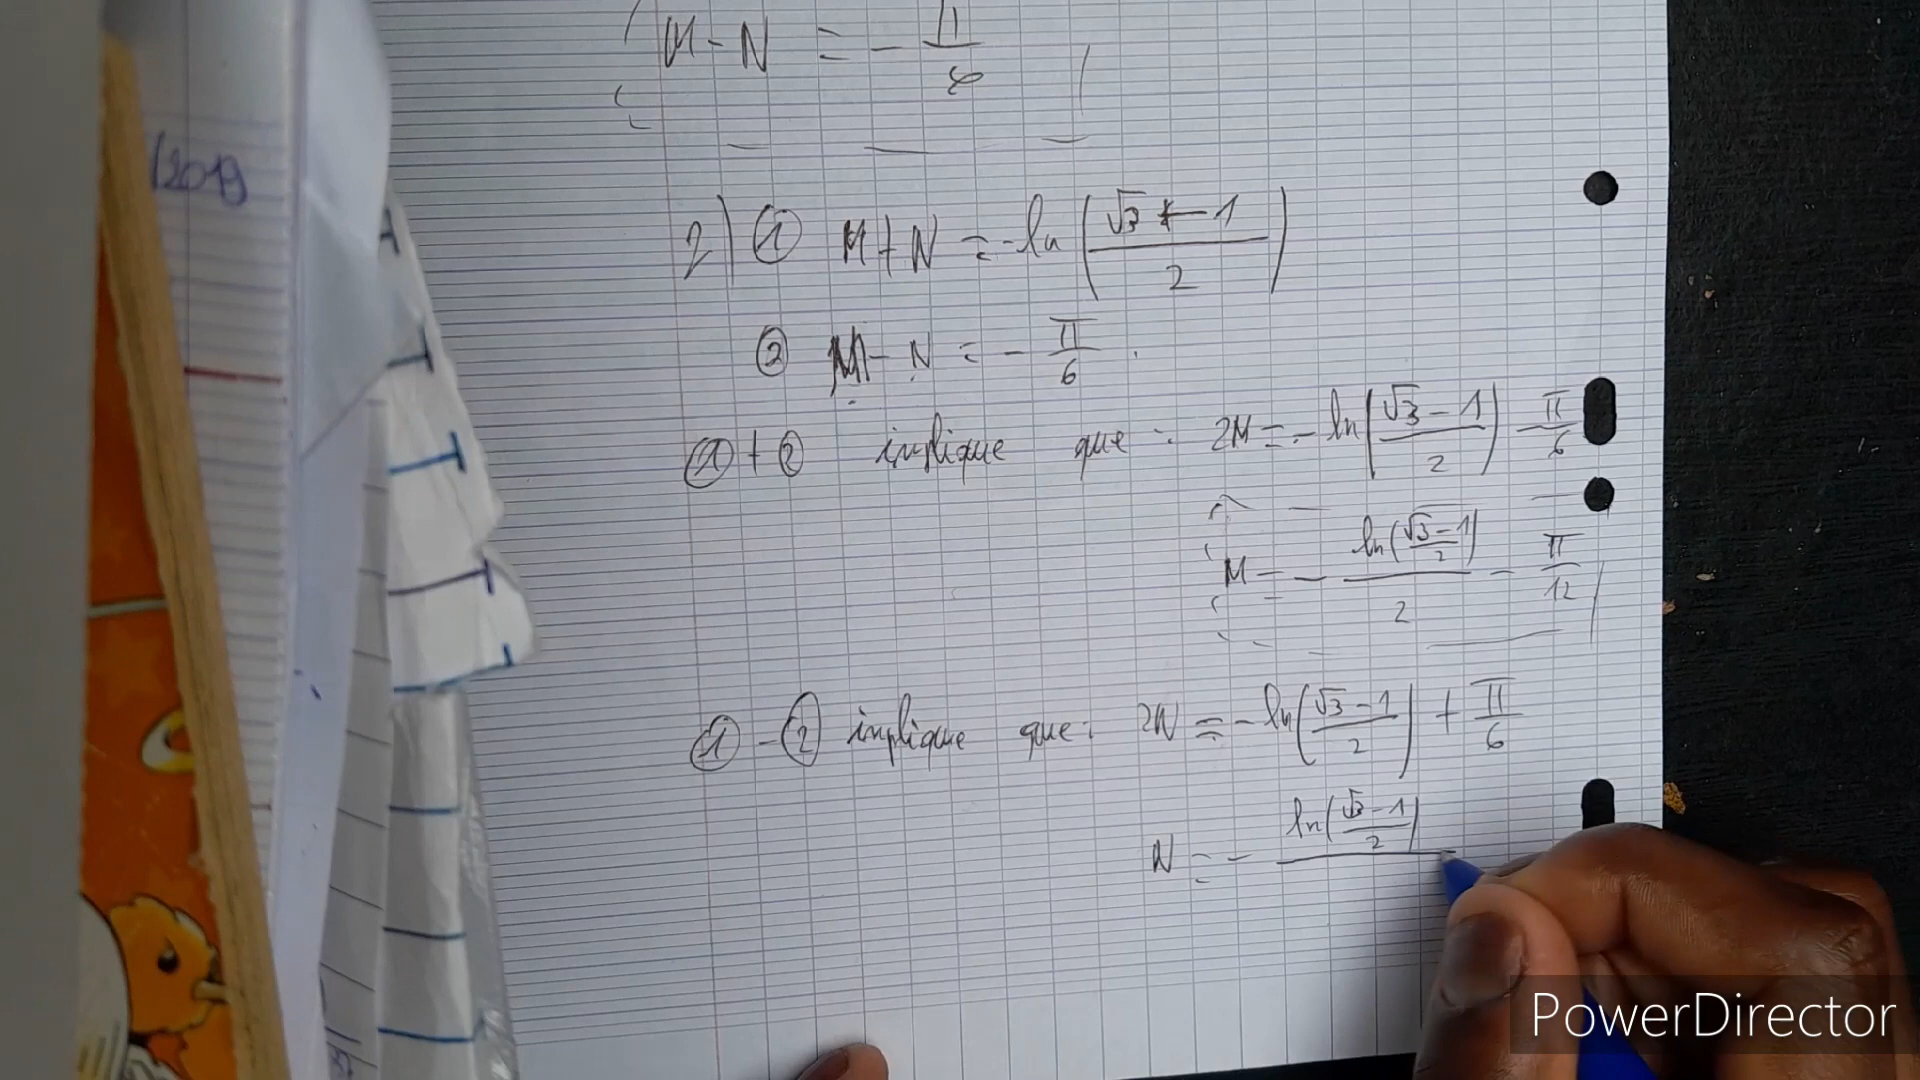 M - N = - π/6
/2019
2) ① M + N = - ln((√3 - 1)/2)
② M - N = - π/6 .
① + ② implique que : 2M = - ln((√3 - 1)/2) - π/6
M = - ln((√3 - 1)/2)/2 - π/12
① - ② implique que : 2N = - ln((√3 - 1)/2) + π/6
N = - ln((√3 - 1)/2)
PowerDirector